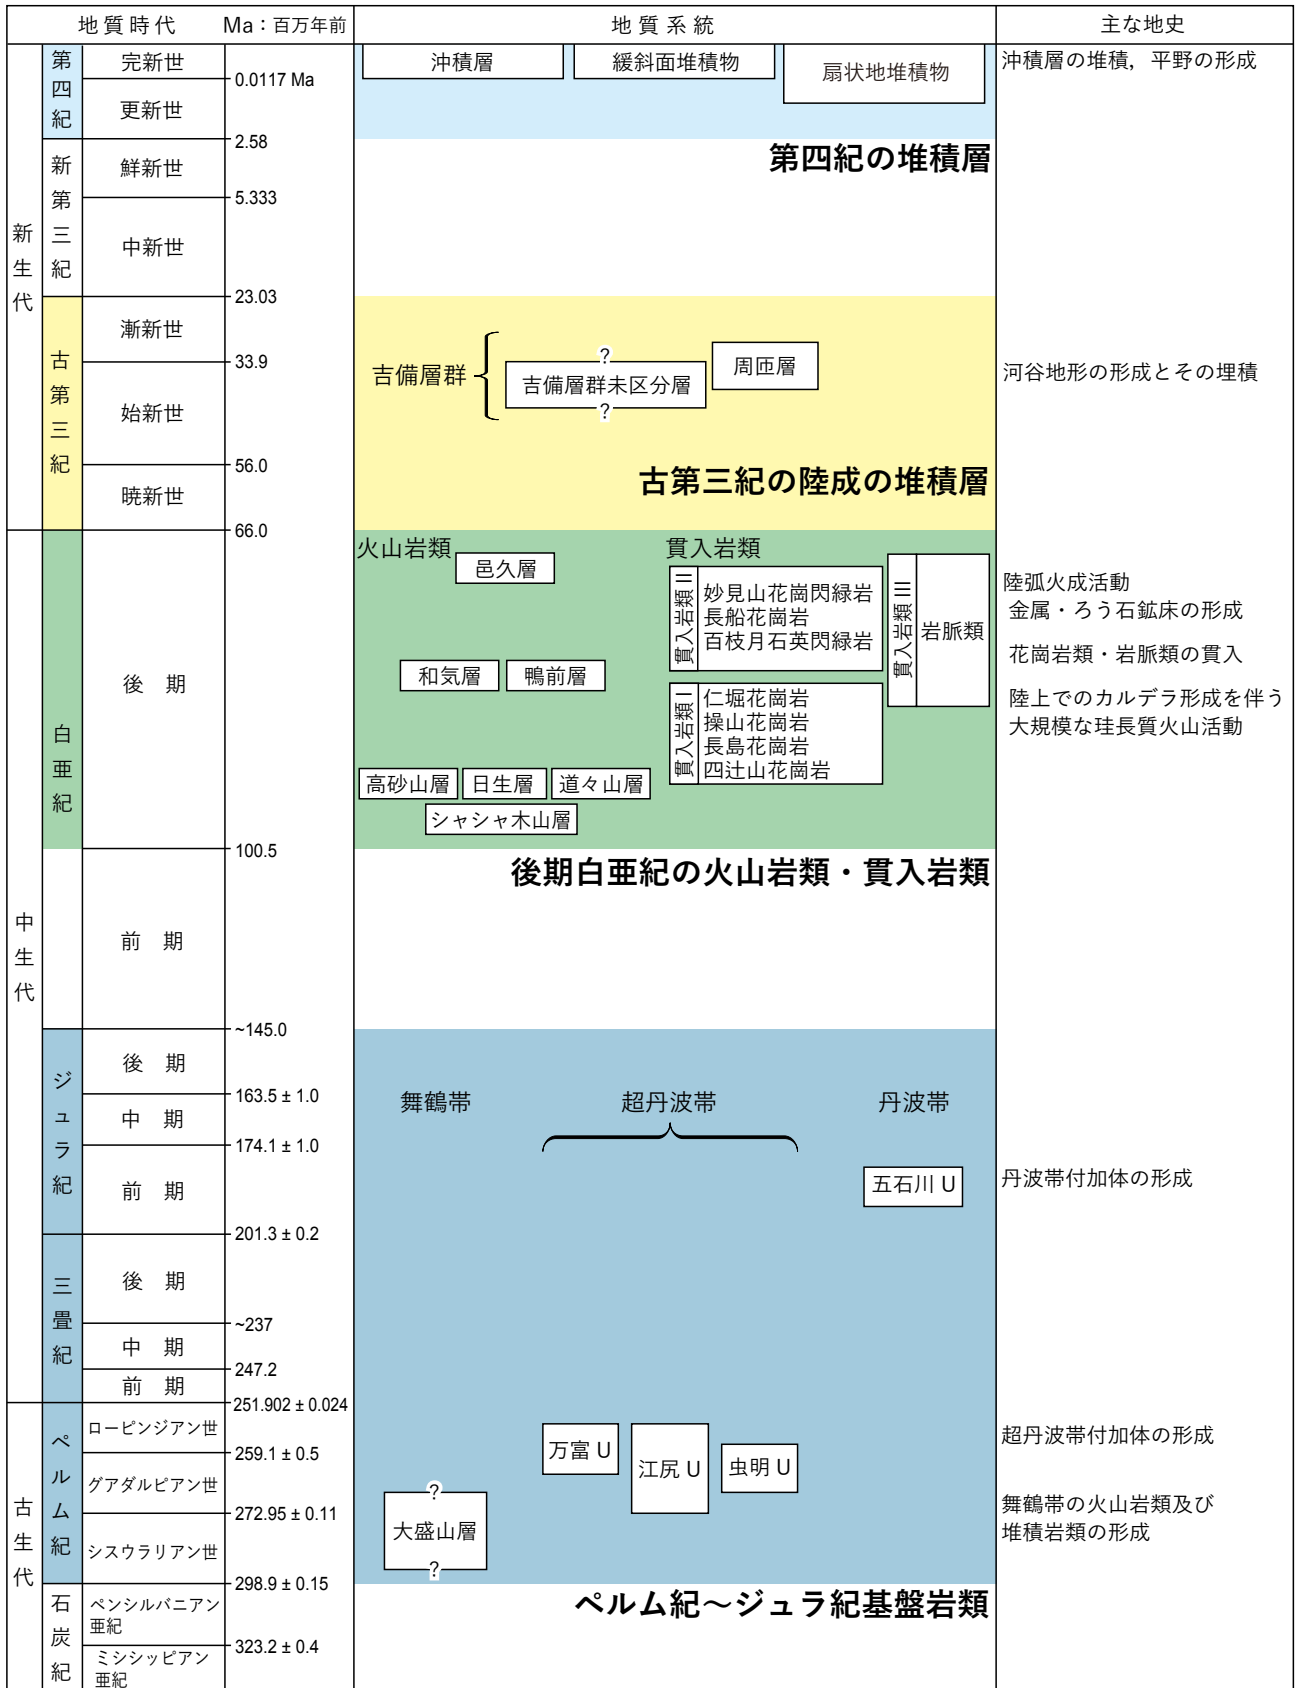 地質時代 Ma：百万年前
地質系統
主な地史
新生代
第四紀
完新世
0.0117 Ma
更新世
2.58
沖積層
緩斜面堆積物
扇状地堆積物
沖積層の堆積，平野の形成
第四紀の堆積層
新第三紀
鮮新世
5.333
中新世
23.03
古第三紀
漸新世
33.9
始新世
56.0
暁新世
66.0
吉備層群
?
吉備層群未区分層
?
周匝層
河谷地形の形成とその埋積
古第三紀の陸成の堆積層
中生代
白亜紀
後 期
100.5
前 期
~145.0
火山岩類
邑久層
和気層
鴨前層
高砂山層
日生層
道々山層
シャシャ木山層
貫入岩類
貫入岩類 II
妙見山花崗閃緑岩
長船花崗岩
百枝月石英閃緑岩
貫入岩類 I
仁堀花崗岩
操山花崗岩
長島花崗岩
四辻山花崗岩
貫入岩類 III
岩脈類
陸弧火成活動
金属・ろう石鉱床の形成
花崗岩類・岩脈類の貫入
陸上でのカルデラ形成を伴う
大規模な珪長質火山活動
後期白亜紀の火山岩類・貫入岩類
ジュラ紀
後 期
163.5 ± 1.0
中 期
174.1 ± 1.0
前 期
201.3 ± 0.2
三畳紀
後 期
~237
中 期
247.2
前 期
251.902 ± 0.024
舞鶴帯
超丹波帯
丹波帯
五石川 U
丹波帯付加体の形成
古生代
ペルム紀
ローピンジアン世
259.1 ± 0.5
グアダルピアン世
272.95 ± 0.11
シスウラリアン世
298.9 ± 0.15
万富 U
江尻 U
虫明 U
?
大盛山層
?
超丹波帯付加体の形成
舞鶴帯の火山岩類及び
堆積岩類の形成
ペルム紀～ジュラ紀基盤岩類
石炭紀
ペンシルバニアン
亜紀
323.2 ± 0.4
ミシシッピアン
亜紀